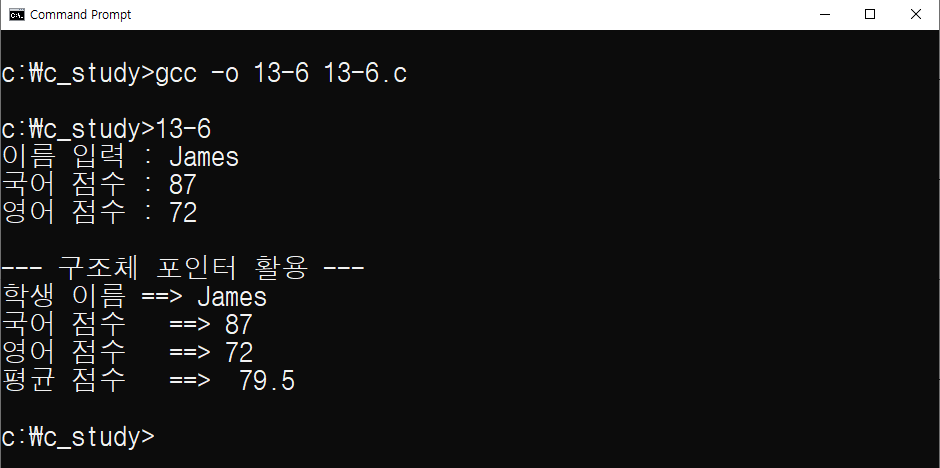 Command Prompt
c:₩c_study>gcc -o 13-6 13-6.c
c:₩c_study>13-6
이름 입력 : James
국어 점수 : 87
영어 점수 : 72
--- 구조체 포인터 활용 ---
학생 이름 ==> James
국어 점수   ==> 87
영어 점수   ==> 72
평균 점수   ==>  79.5
c:₩c_study>